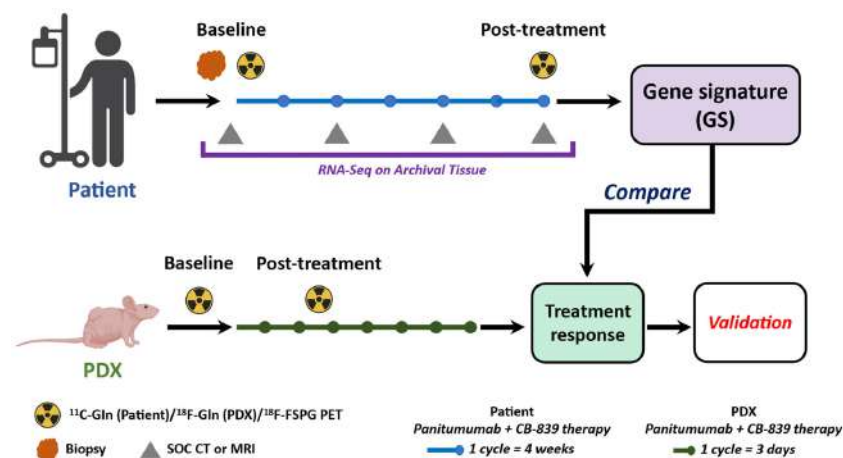 Baseline
Post-treatment
Gene signature
(GS)
RNA-Seq on Archival Tissue
Patient
Compare
Baseline
Post-treatment
Treatment
response
Validation
PDX
¹¹C-Gln (Patient)/¹⁸F-Gln (PDX)/¹⁸F-FSPG PET
Biopsy
SOC CT or MRI
Patient
Panitumumab + CB-839 therapy
1 cycle = 4 weeks
PDX
Panitumumab + CB-839 therapy
1 cycle = 3 days